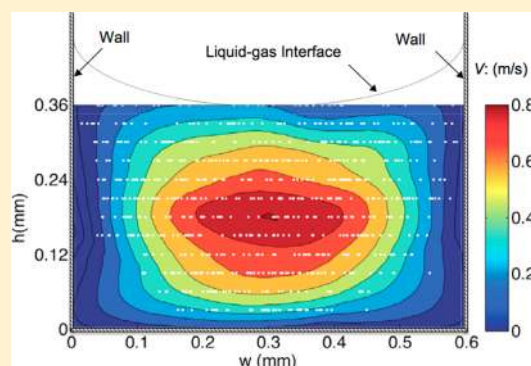 Wall
Wall
Liquid-gas Interface
V: (m/s)
0.36
0.24
0.12
0
h(mm)
0.8
0.6
0.4
0.2
0
0 0.1 0.2 0.3 0.4 0.5 0.6
w (mm)